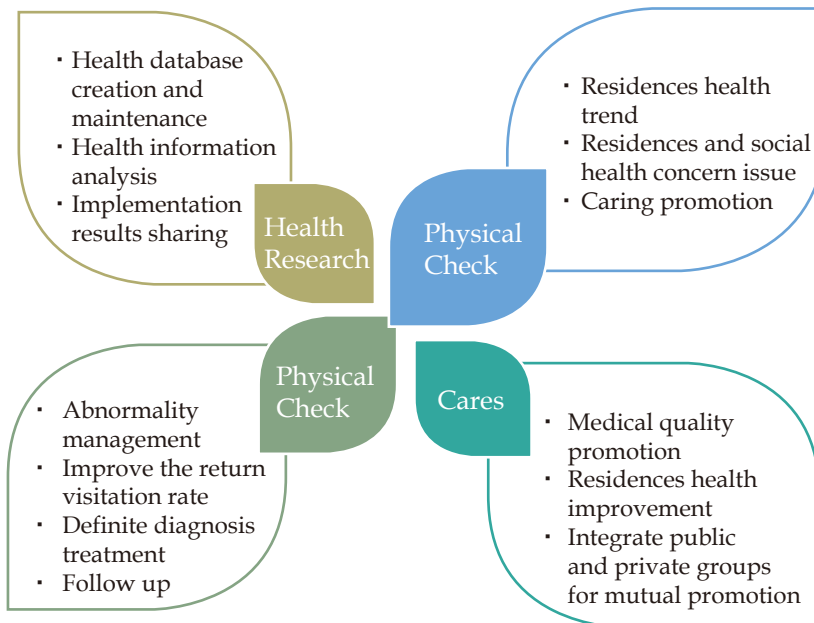 · Health database
creation and
maintenance
· Health information
analysis
· Implementation
results sharing
Health
Research
· Residences health
trend
· Residences and social
health concern issue
· Caring promotion
Physical
Check
· Abnormality
management
· Improve the return
visitation rate
· Definite diagnosis
treatment
· Follow up
Physical
Check
Cares
· Medical quality
promotion
· Residences health
improvement
· Integrate public
and private groups
for mutual promotion